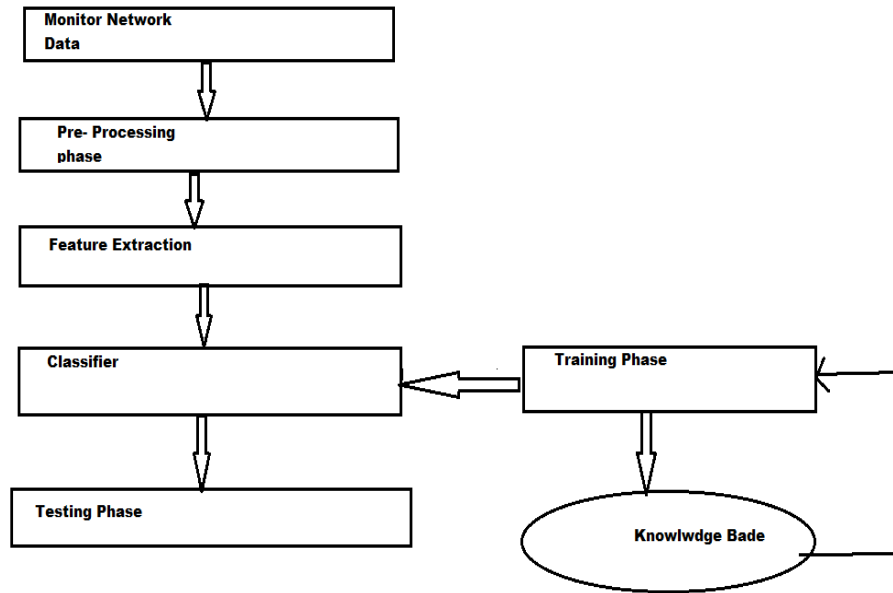 Monitor Network
Data
Pre- Processing
phase
Feature Extraction
Classifier
Training Phase
Testing Phase
Knowlwdge Bade